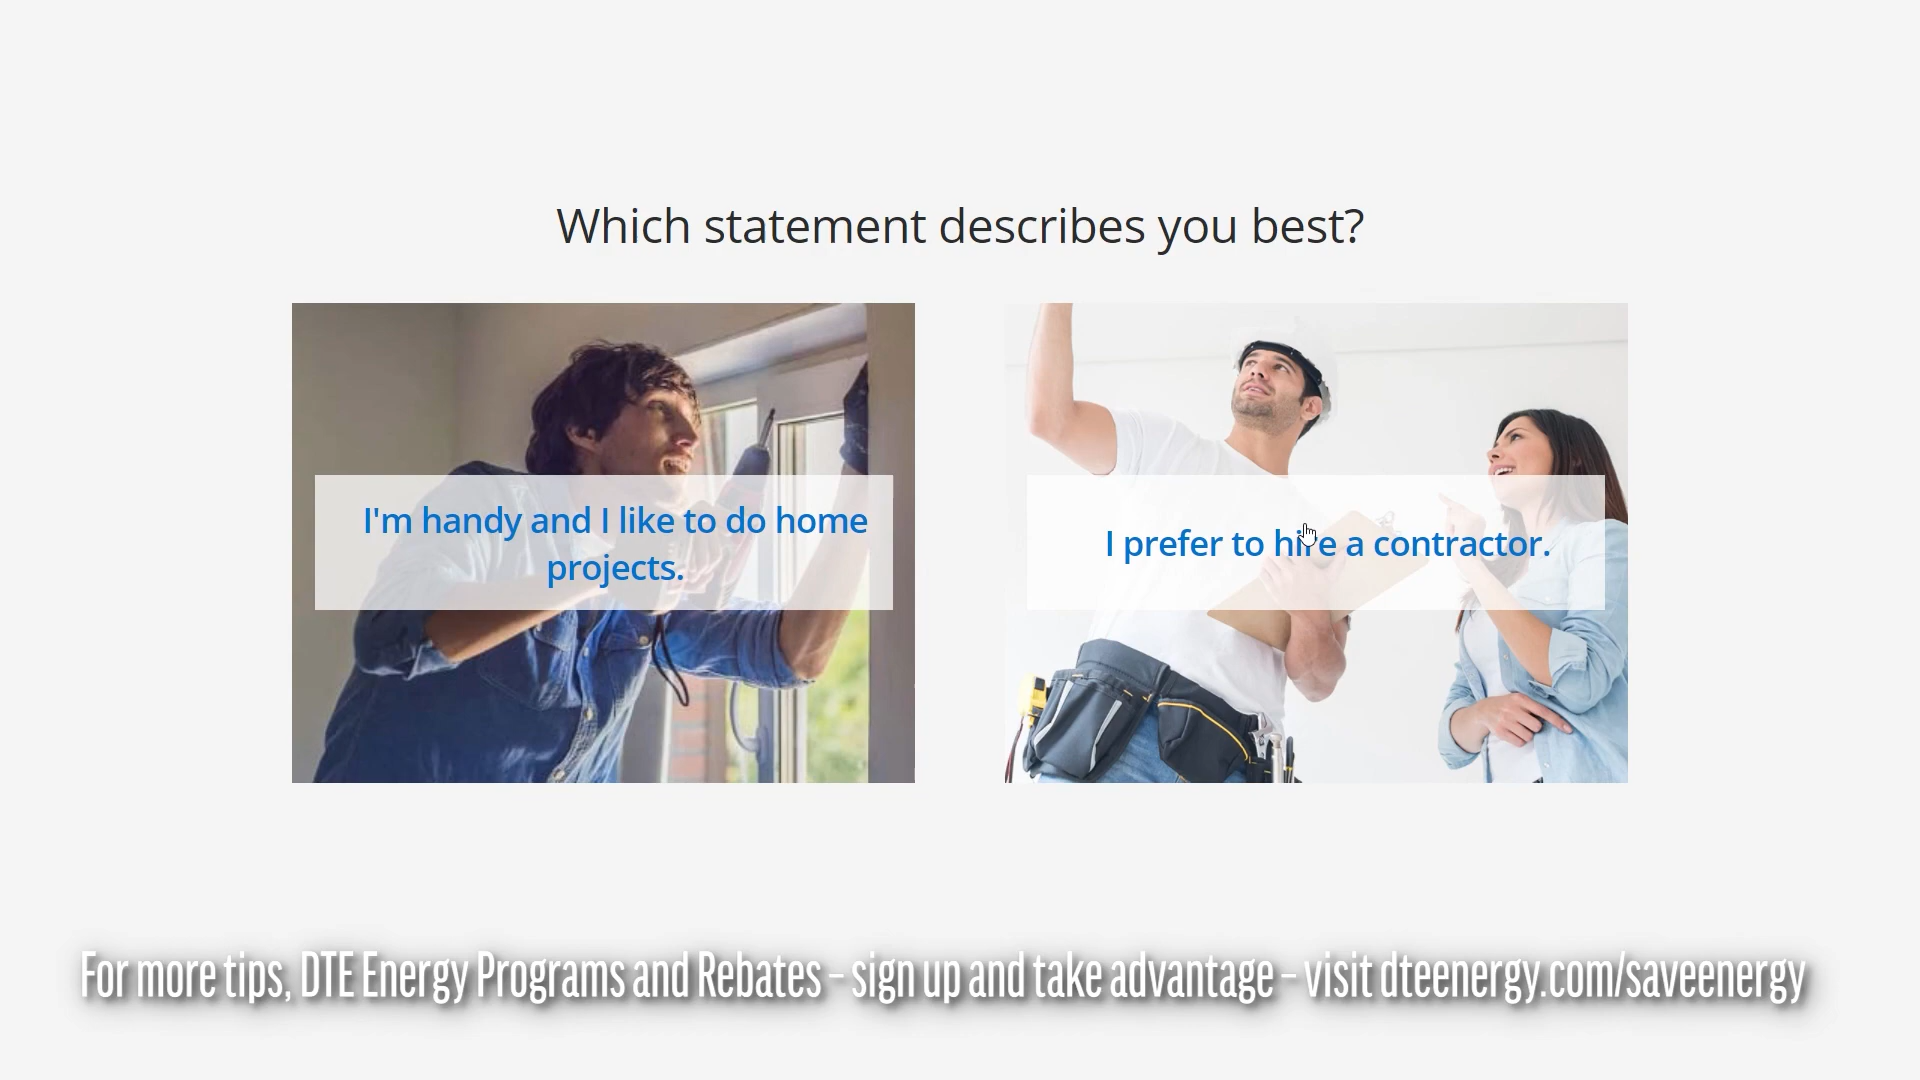 Which statement describes you best?
I'm handy and I like to do home
projects.
I prefer to hire a contractor.
For more tips, DTE Energy Programs and Rebates – sign up and take advantage – visit dteenergy.com/saveenergy